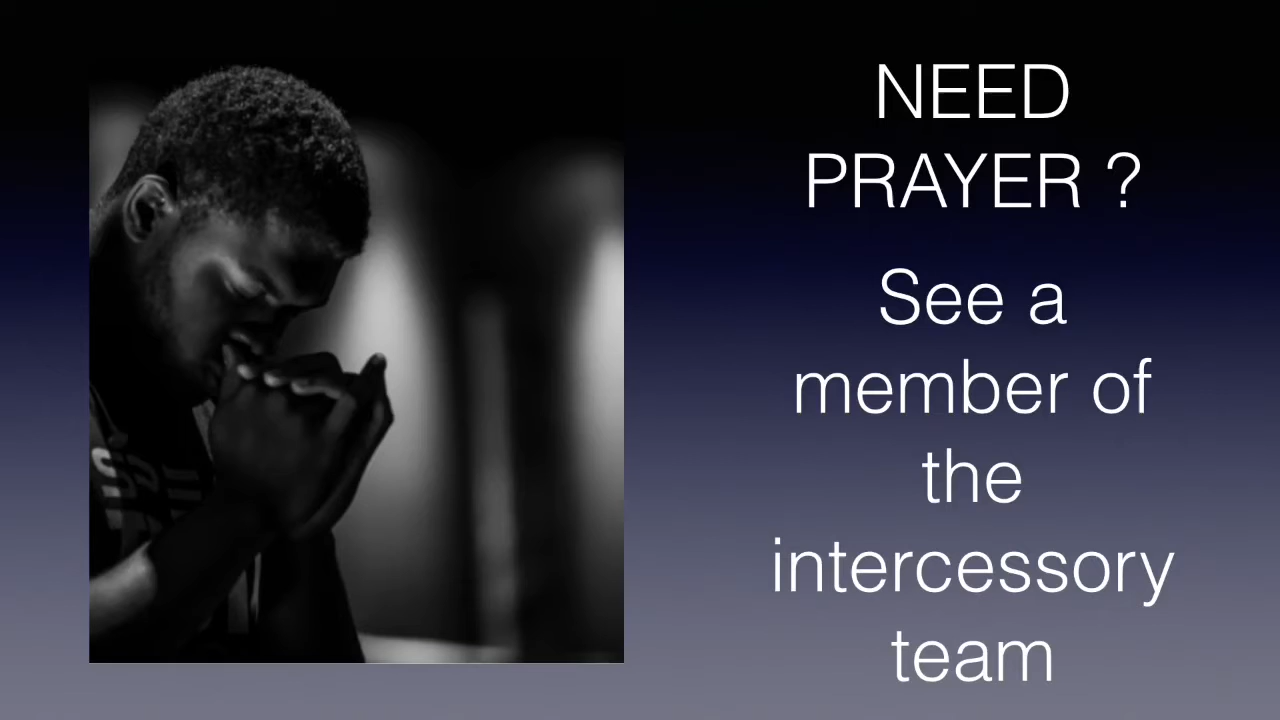 NEED
PRAYER ?
See a
member of
the
intercessory
team